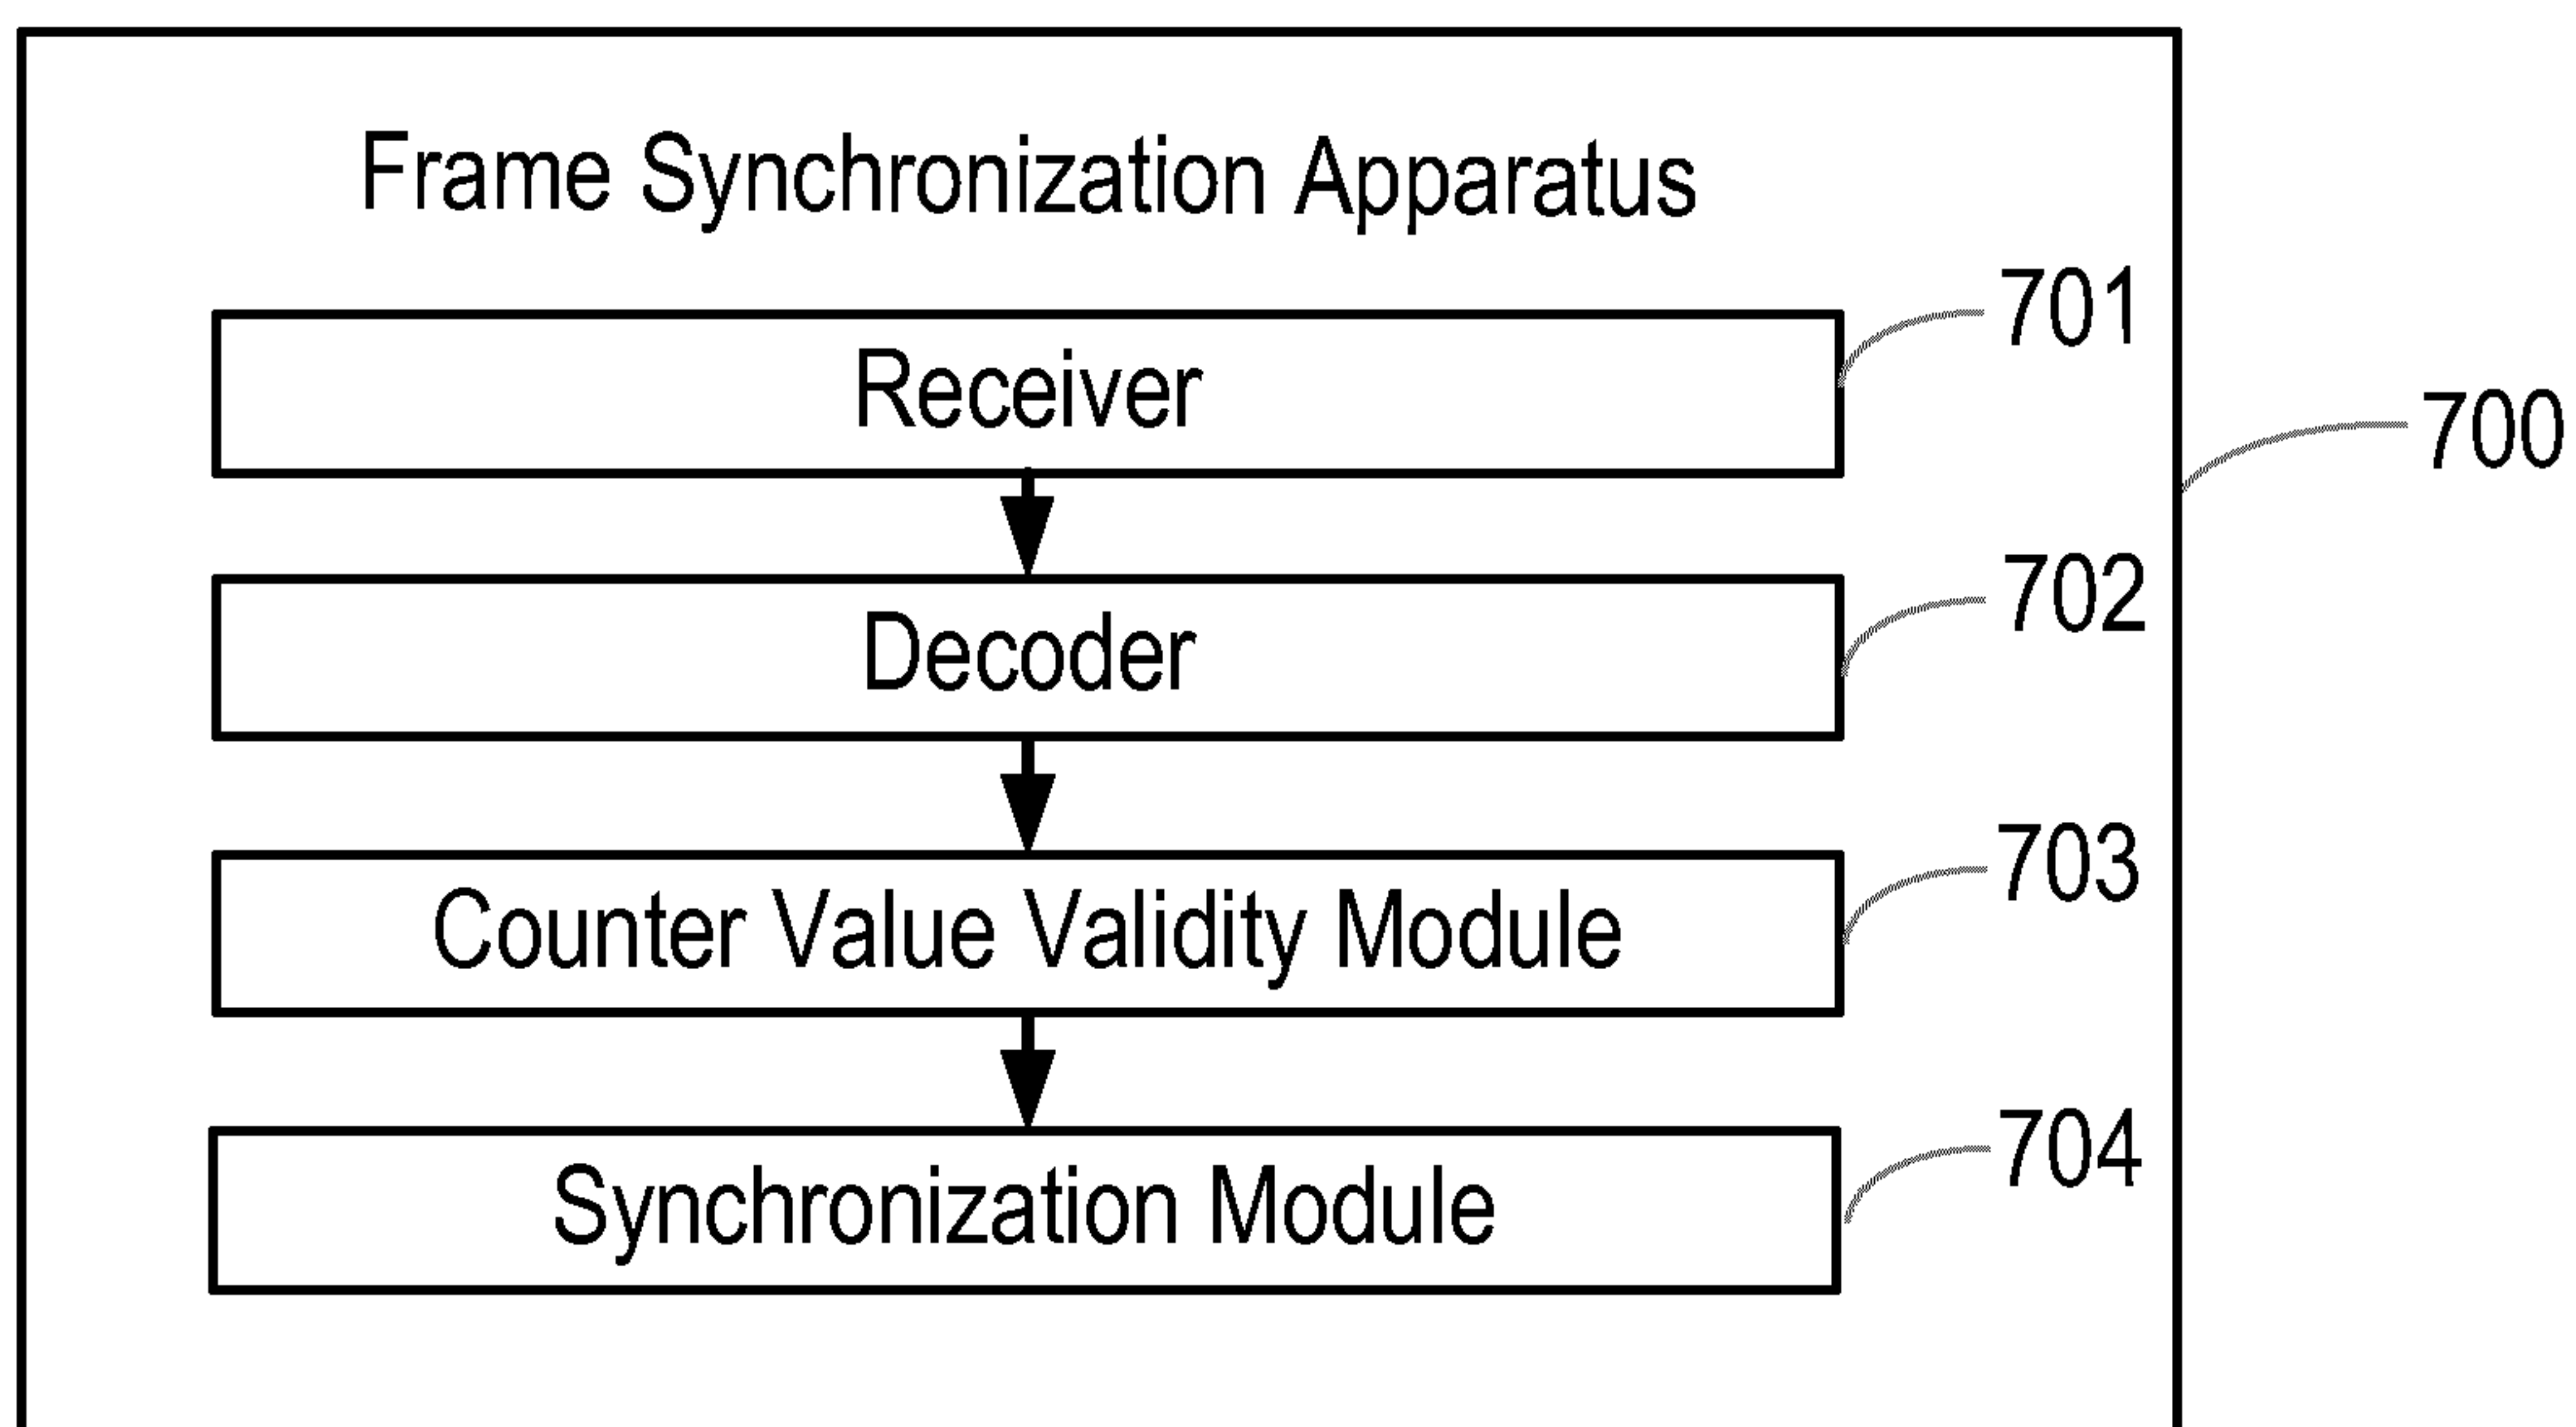 Frame Synchronization Apparatus
701
Receiver
700
702
Decoder
703
Counter Value Validity Module
704
Synchronization Module